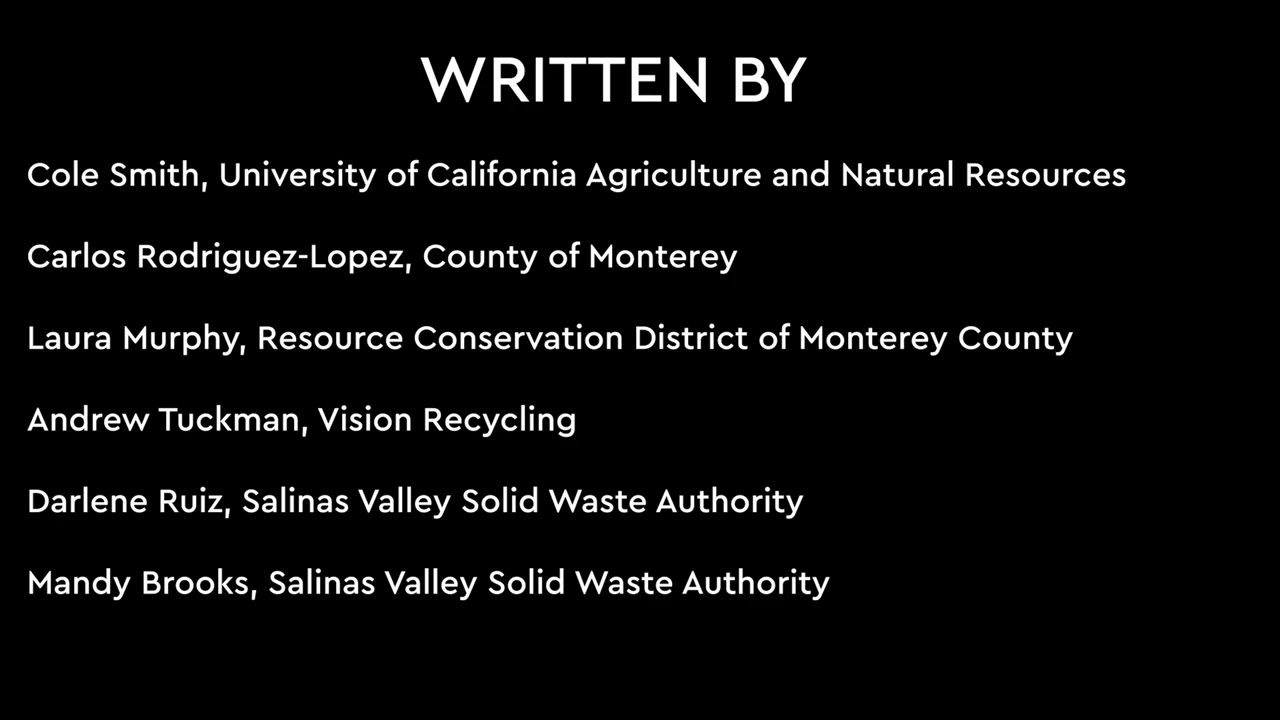 WRITTEN BY
Cole Smith, University of California Agriculture and Natural Resources
Carlos Rodriguez-Lopez, County of Monterey
Laura Murphy, Resource Conservation District of Monterey County
Andrew Tuckman, Vision Recycling
Darlene Ruiz, Salinas Valley Solid Waste Authority
Mandy Brooks, Salinas Valley Solid Waste Authority